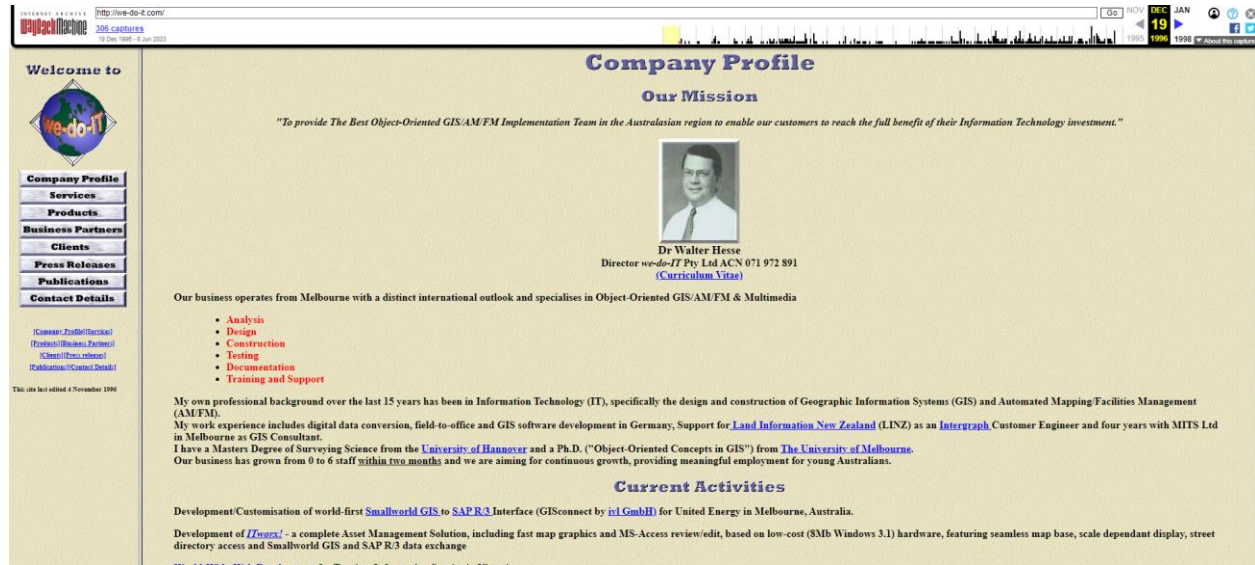 INTERNET ARCHIVE
WayBackMachine
http://we-do-it.com/
Go
306 captures
19 Dec 1996 - 8 Jun 2023
NOV DEC JAN
19
1995 1996 1998
About this capture
Welcome to
we-do-IT
Company Profile
Services
Products
Business Partners
Clients
Press Releases
Publications
Contact Details
[Company Profile][Services]
[Products][Business Partners]
[Clients][Press releases]
[Publications][Contact Details]
This site last edited 4 November 1996
Company Profile
Our Mission
"To provide The Best Object-Oriented GIS/AM/FM Implementation Team in the Australasian region to enable our customers to reach the full benefit of their Information Technology investment."
Dr Walter Hesse
Director we-do-IT Pty Ltd ACN 071 972 891
(Curriculum Vitae)
Our business operates from Melbourne with a distinct international outlook and specialises in Object-Oriented GIS/AM/FM & Multimedia
• Analysis
• Design
• Construction
• Testing
• Documentation
• Training and Support
My own professional background over the last 15 years has been in Information Technology (IT), specifically the design and construction of Geographic Information Systems (GIS) and Automated Mapping/Facilities Management
(AM/FM).
My work experience includes digital data conversion, field-to-office and GIS software development in Germany, Support for Land Information New Zealand (LINZ) as an Intergraph Customer Engineer and four years with MITS Ltd
in Melbourne as GIS Consultant.
I have a Masters Degree of Surveying Science from the University of Hannover and a Ph.D. ("Object-Oriented Concepts in GIS") from The University of Melbourne.
Our business has grown from 0 to 6 staff within two months and we are aiming for continuous growth, providing meaningful employment for young Australians.
Current Activities
Development/Customisation of world-first Smallworld GIS to SAP R/3 Interface (GISconnect by ivl GmbH) for United Energy in Melbourne, Australia.
Development of ITworx! - a complete Asset Management Solution, including fast map graphics and MS-Access review/edit, based on low-cost (8Mb Windows 3.1) hardware, featuring seamless map base, scale dependant display, street
directory access and Smallworld GIS and SAP R/3 data exchange